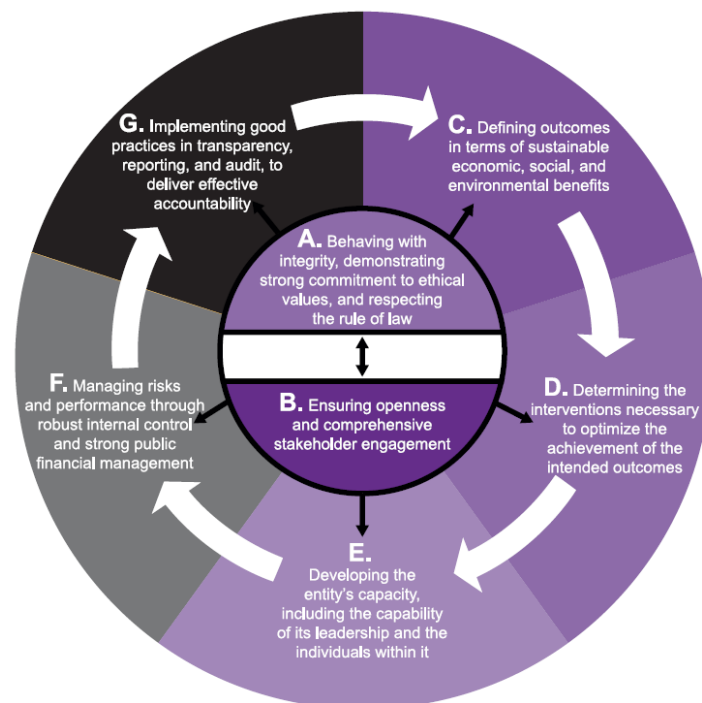 A. Behaving with
integrity, demonstrating
strong commitment to ethical
values, and respecting
the rule of law
B. Ensuring openness
and comprehensive
stakeholder engagement
C. Defining outcomes
in terms of sustainable
economic, social, and
environmental benefits
D. Determining the
interventions necessary
to optimize the
achievement of the
intended outcomes
E.
Developing the
entity's capacity,
including the capability
of its leadership and the
individuals within it
F. Managing risks
and performance through
robust internal control
and strong public
financial management
G. Implementing good
practices in transparency,
reporting, and audit, to
deliver effective
accountability